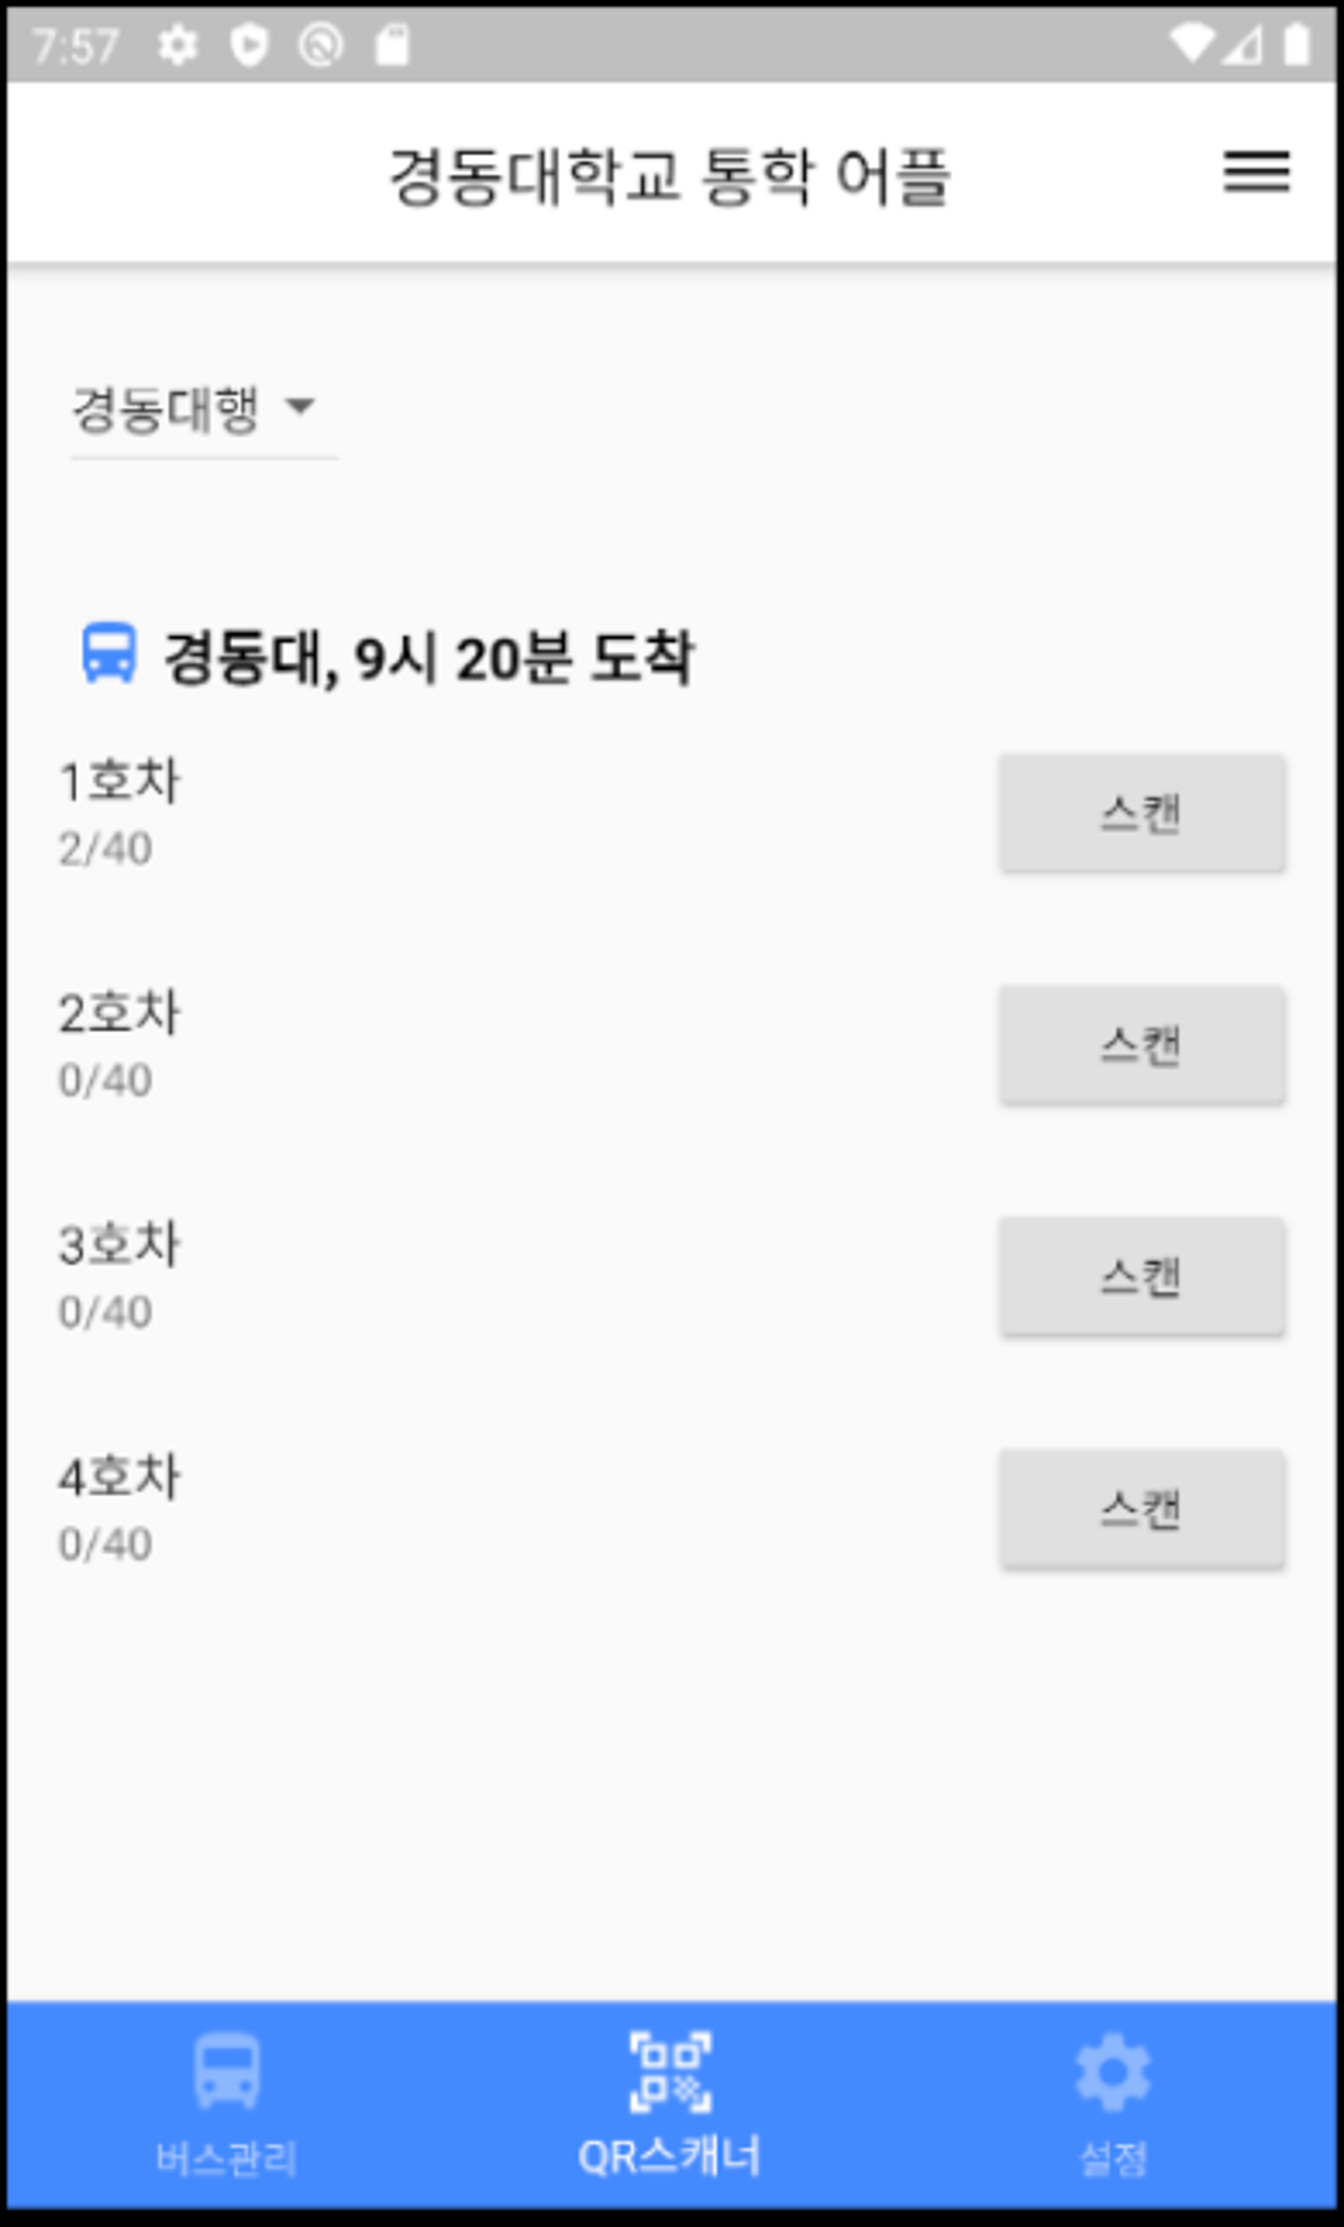 7:57
경동대학교 통학 어플
경동대행
경동대, 9시 20분 도착
1호차
스캔
2/40
2호차
스캔
0/40
3호차
스캔
0/40
4호차
스캔
0/40
버스관리
QR스캐너
설정